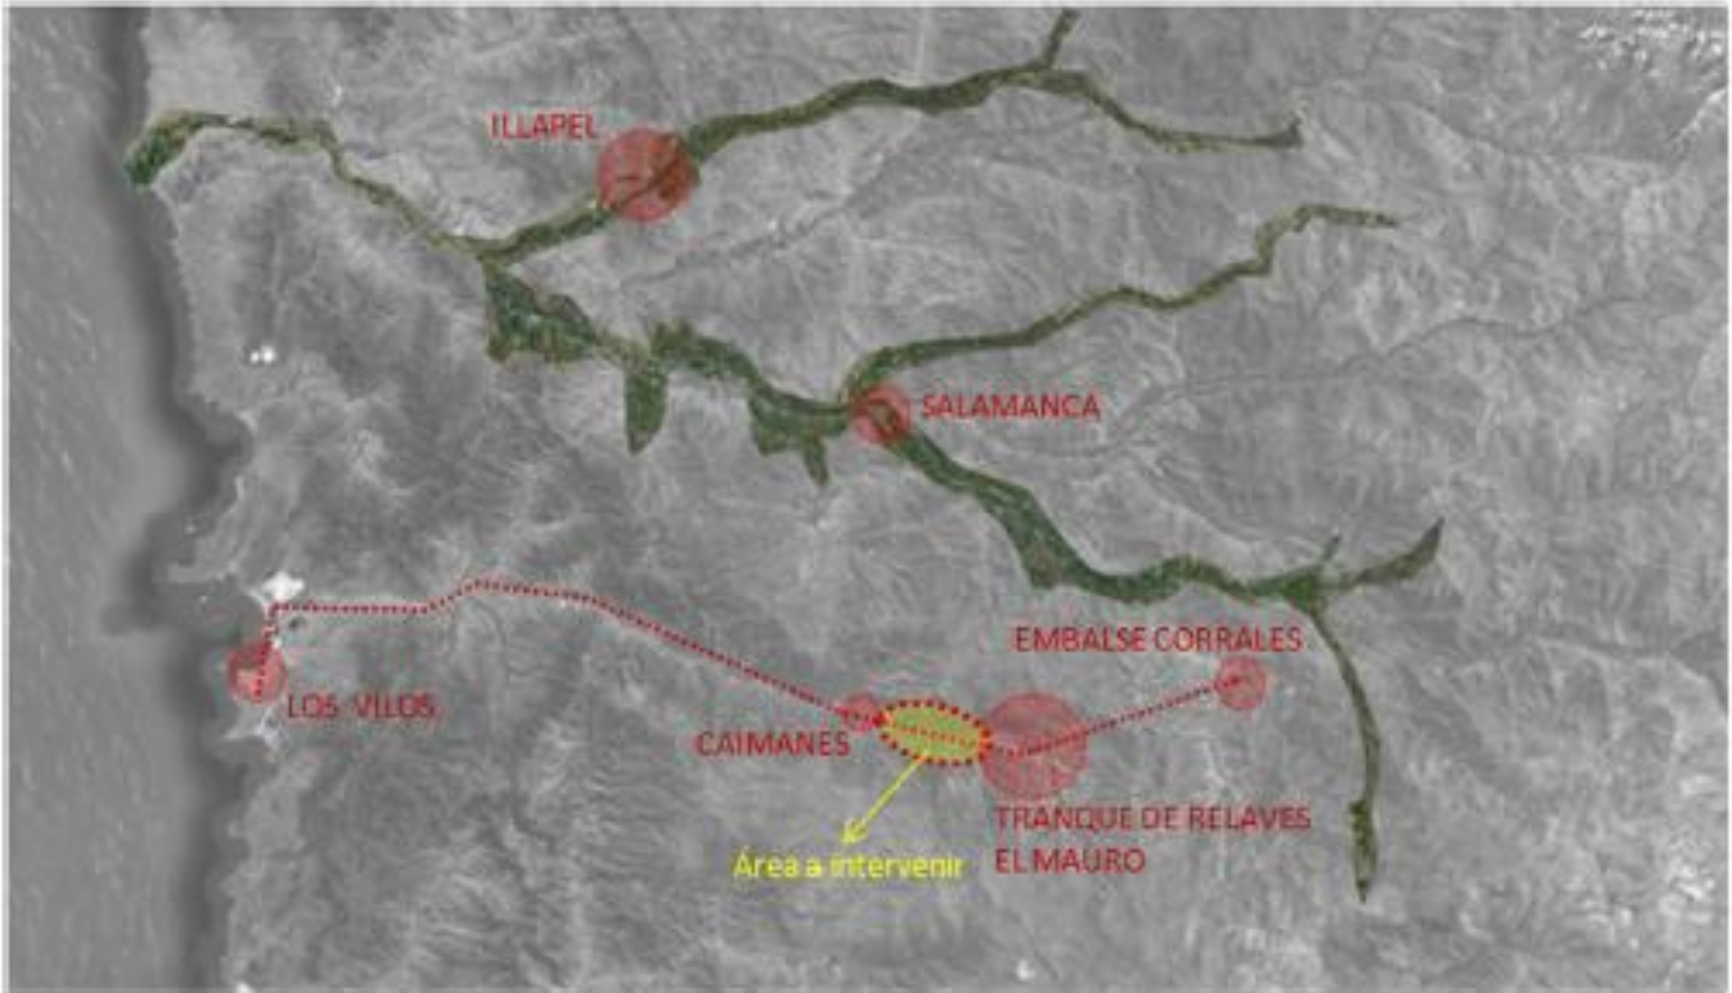 ILLAPEL
SALAMANCA
EMBALSE CORRALES
LOS VILOS
CAIMANES
TRANQUE DE RELAVES
EL MAURO
Área a intervenir